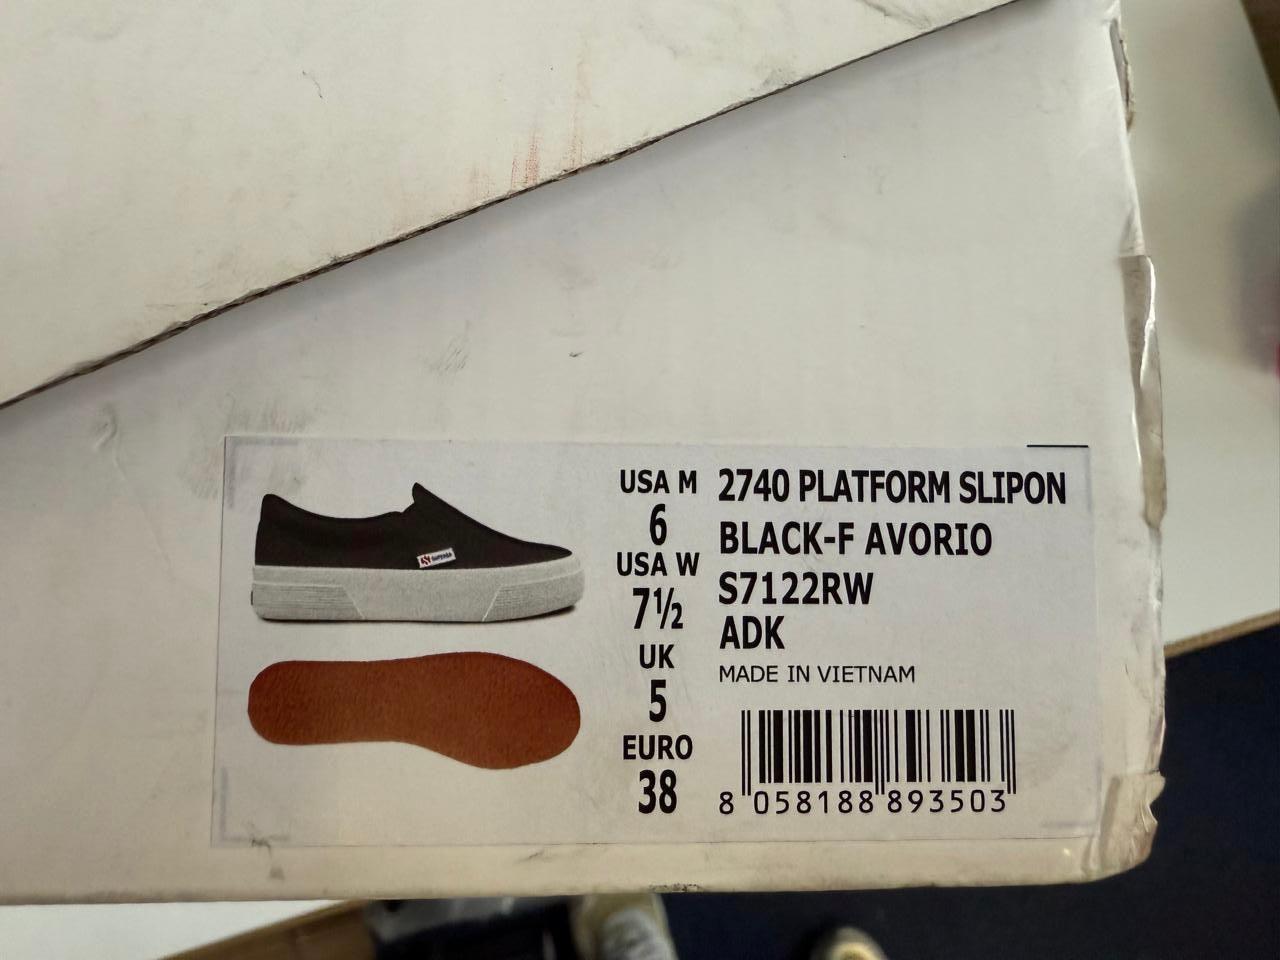 USA M
6
USA W
7½
UK
5
EURO
38
2740 PLATFORM SLIPON
BLACK-F AVORIO
S7122RW
ADK
MADE IN VIETNAM
8 058188 893503
SUPERGA